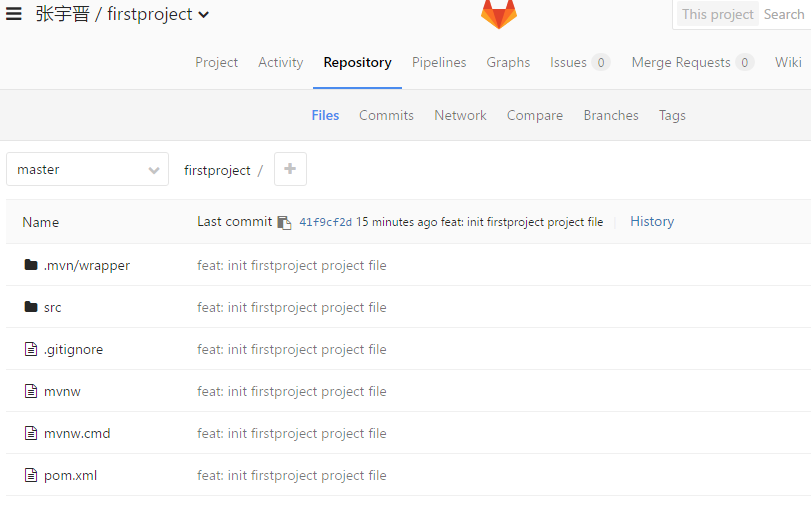 张宇晋 / firstproject
This project Search
Project Activity Repository Pipelines Graphs Issues 0 Merge Requests 0 Wiki
Files Commits Network Compare Branches Tags
master firstproject / +
Name Last commit 41f9cf2d 15 minutes ago feat: init firstproject project file History
.mvn/wrapper feat: init firstproject project file
src feat: init firstproject project file
.gitignore feat: init firstproject project file
mvnw feat: init firstproject project file
mvnw.cmd feat: init firstproject project file
pom.xml feat: init firstproject project file